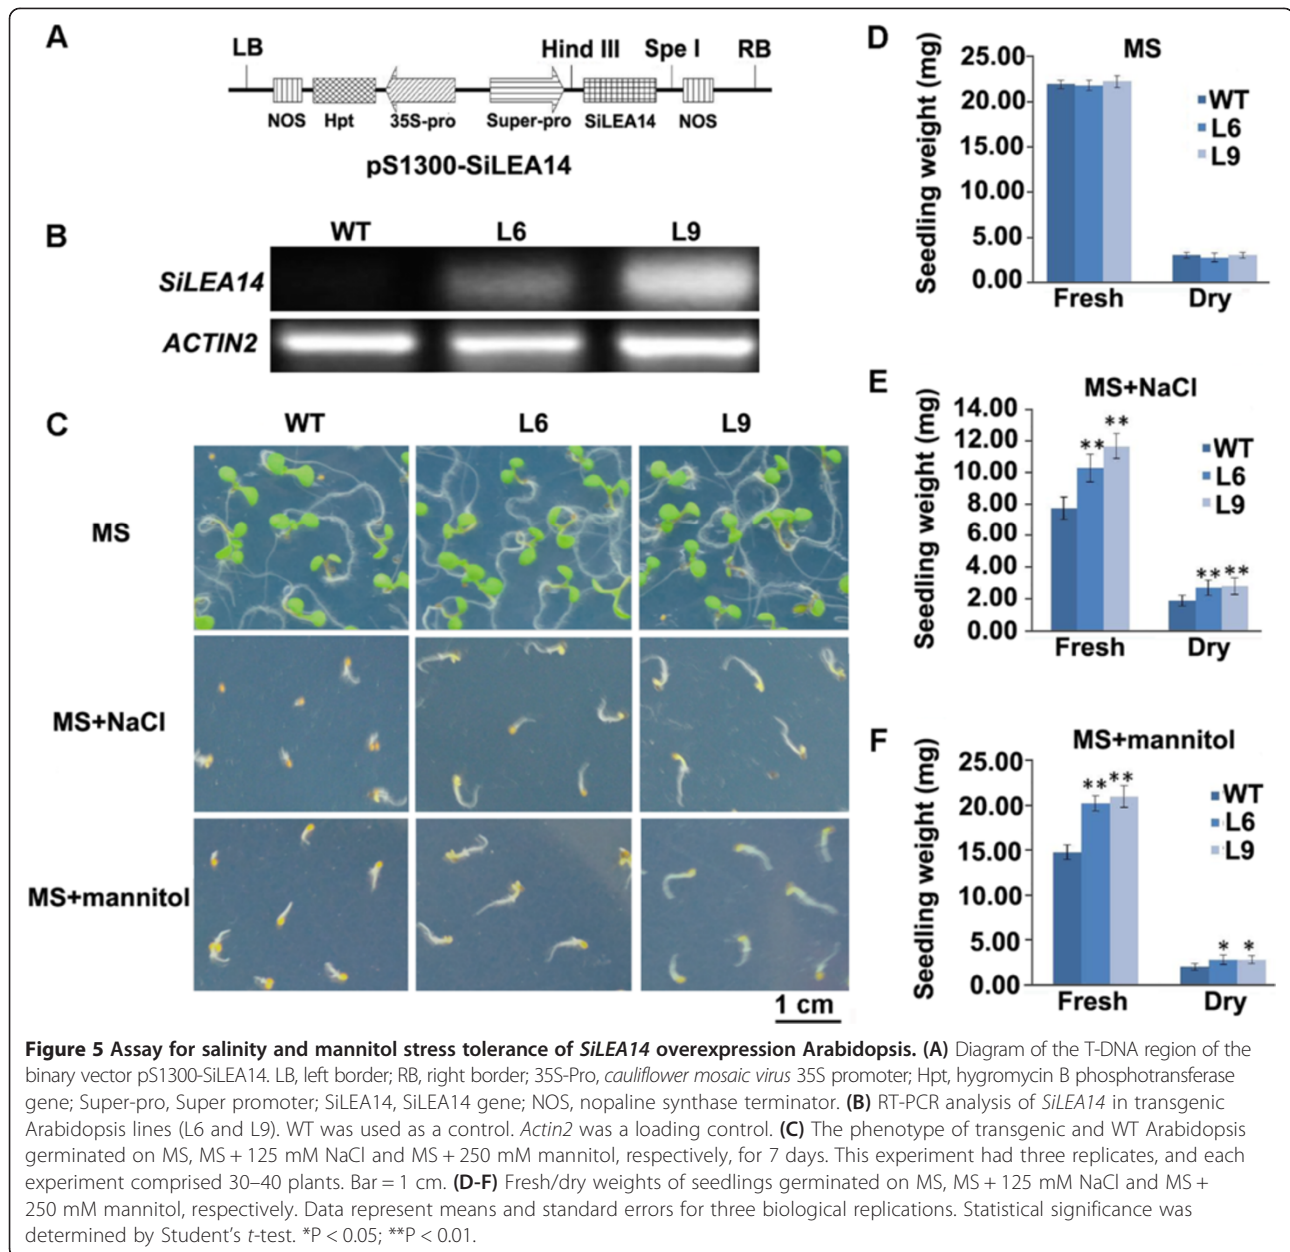 A
LB
Hind III
Spe I
RB
NOS
Hpt
35S-pro
Super-pro
SiLEA14
NOS
pS1300-SiLEA14
B
WT
L6
L9
SiLEA14
ACTIN2
C
WT
L6
L9
MS
MS+NaCl
MS+mannitol
1 cm
D
MS
Seedling weight (mg)
25.00
20.00
15.00
10.00
5.00
0.00
WT
L6
L9
Fresh
Dry
E
MS+NaCl
Seedling weight (mg)
14.00
12.00
10.00
8.00
6.00
4.00
2.00
0.00
**
**
**
**
WT
L6
L9
Fresh
Dry
F
MS+mannitol
Seedling weight (mg)
25.00
20.00
15.00
10.00
5.00
0.00
**
**
*
*
WT
L6
L9
Fresh
Dry
Figure 5 Assay for salinity and mannitol stress tolerance of SiLEA14 overexpression Arabidopsis. (A) Diagram of the T-DNA region of the
binary vector pS1300-SiLEA14. LB, left border; RB, right border; 35S-Pro, cauliflower mosaic virus 35S promoter; Hpt, hygromycin B phosphotransferase
gene; Super-pro, Super promoter; SiLEA14, SiLEA14 gene; NOS, nopaline synthase terminator. (B) RT-PCR analysis of SiLEA14 in transgenic
Arabidopsis lines (L6 and L9). WT was used as a control. Actin2 was a loading control. (C) The phenotype of transgenic and WT Arabidopsis
germinated on MS, MS + 125 mM NaCl and MS + 250 mM mannitol, respectively, for 7 days. This experiment had three replicates, and each
experiment comprised 30–40 plants. Bar = 1 cm. (D-F) Fresh/dry weights of seedlings germinated on MS, MS + 125 mM NaCl and MS +
250 mM mannitol, respectively. Data represent means and standard errors for three biological replications. Statistical significance was
determined by Student's t-test. *P < 0.05; **P < 0.01.